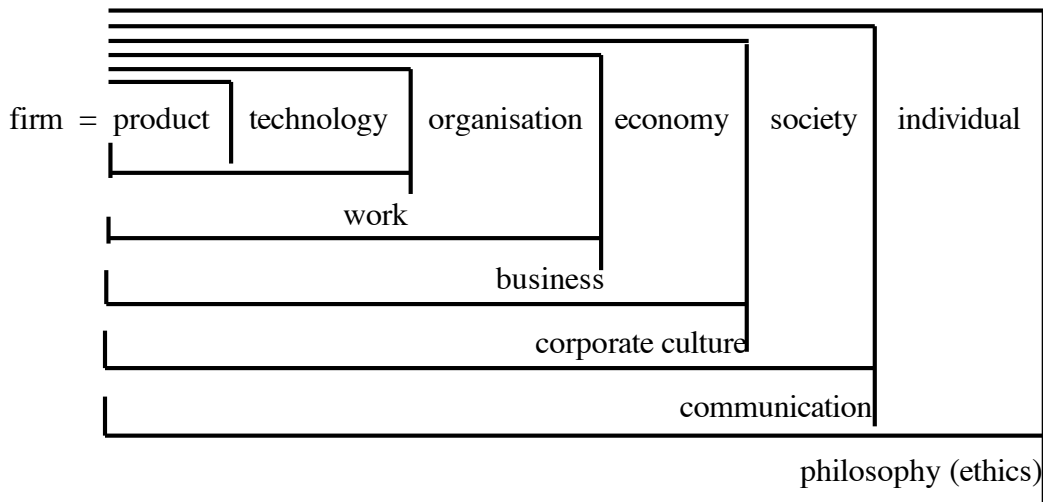 firm = product technology organisation economy society individual
work
business
corporate culture
communication
philosophy (ethics)